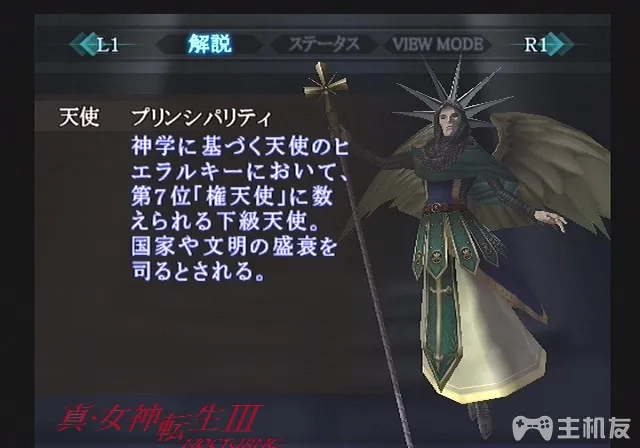 L1 解説 ステータス VIEW MODE R1
天使 プリンシパリティ
神学に基づく天使のヒ
エラルキーにおいて、
第7位「権天使」に数
えられる下級天使。
国家や文明の盛衰を
司るとされる。
真・女神転生III
NOCTURNE
主机友